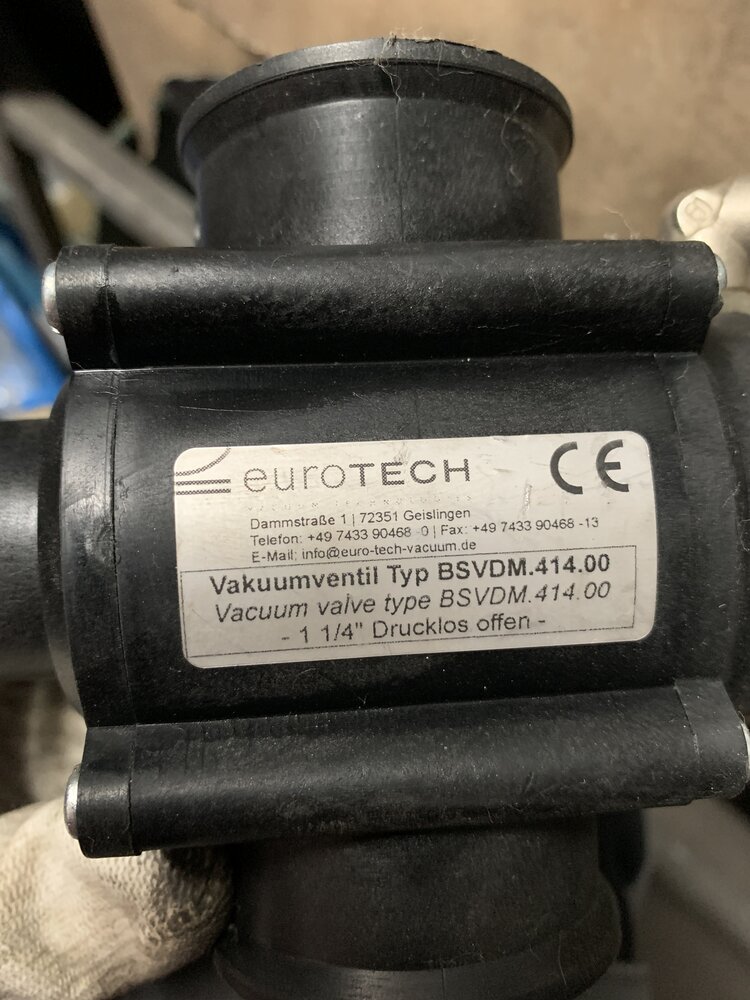 euroTECH
CE
VACUUM TECHNOLOGIES
Dammstraße 1 | 72351 Geislingen
Telefon: +49 7433 90468 -0 | Fax: +49 7433 90468 -13
E-Mail: info@euro-tech-vacuum.de
Vakuumventil Typ BSVDM.414.00
Vacuum valve type BSVDM.414.00
- 1 1/4" Drucklos offen -